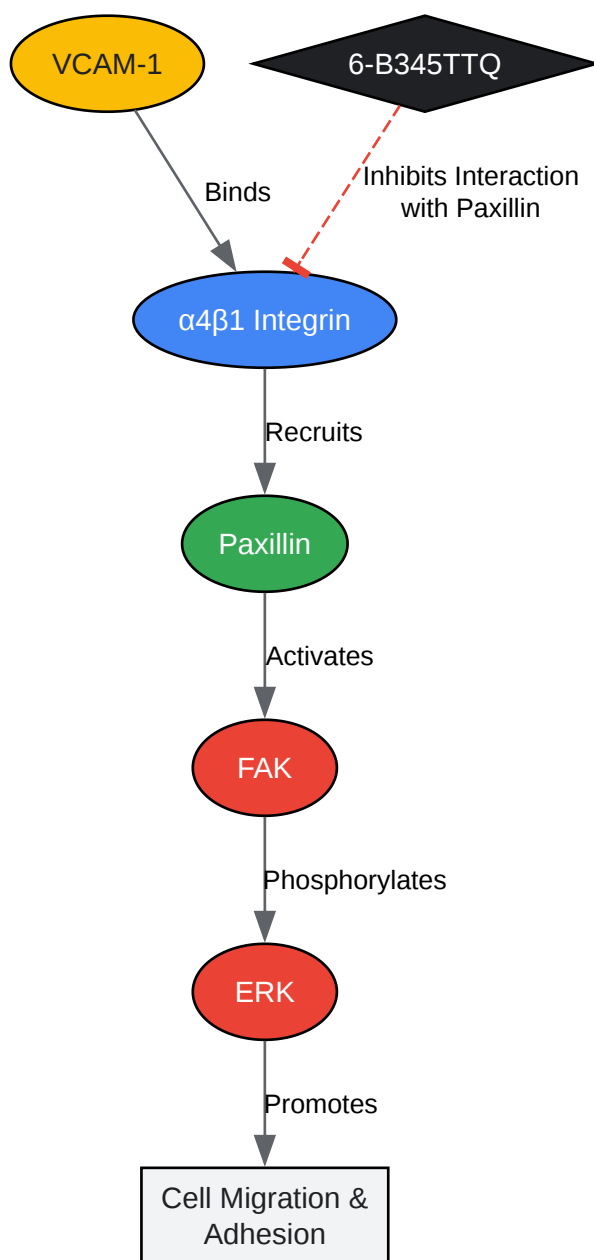 VCAM-1
6-B345TTQ
Binds
Inhibits Interaction
with Paxillin
α4β1 Integrin
Recruits
Paxillin
Activates
FAK
Phosphorylates
ERK
Promotes
Cell Migration &
Adhesion